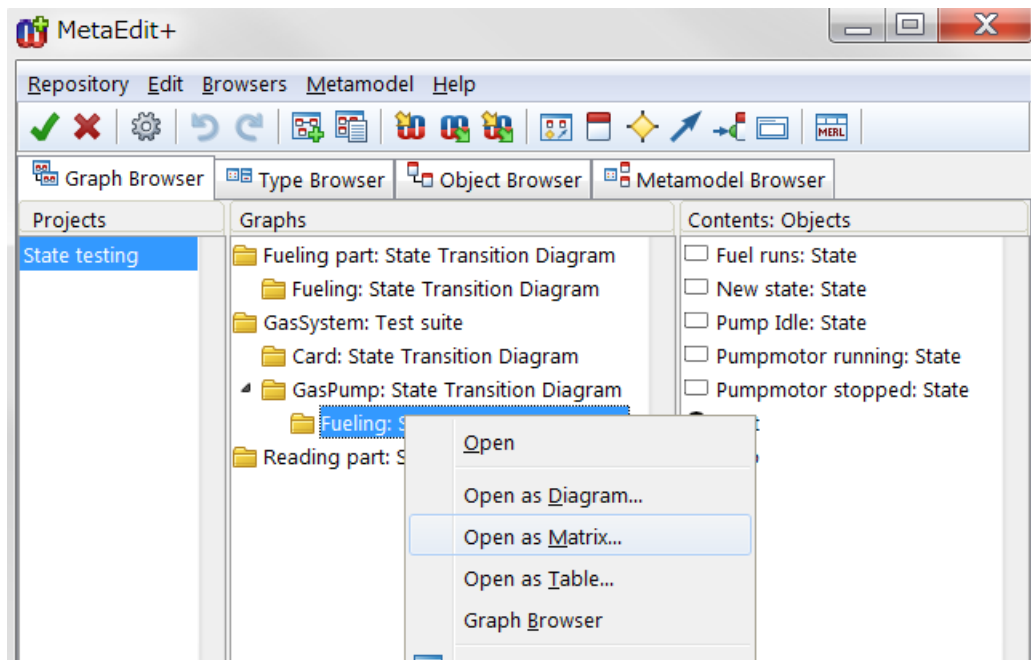 MetaEdit+
Repository Edit Browsers Metamodel Help
MERL
Graph Browser Type Browser Object Browser Metamodel Browser
Projects Graphs Contents: Objects
State testing Fueling part: State Transition Diagram Fuel runs: State
Fueling: State Transition Diagram New state: State
GasSystem: Test suite Pump Idle: State
Card: State Transition Diagram Pumpmotor running: State
GasPump: State Transition Diagram Pumpmotor stopped: State
Fueling:
Reading part:
Open
Open as Diagram...
Open as Matrix...
Open as Table...
Graph Browser